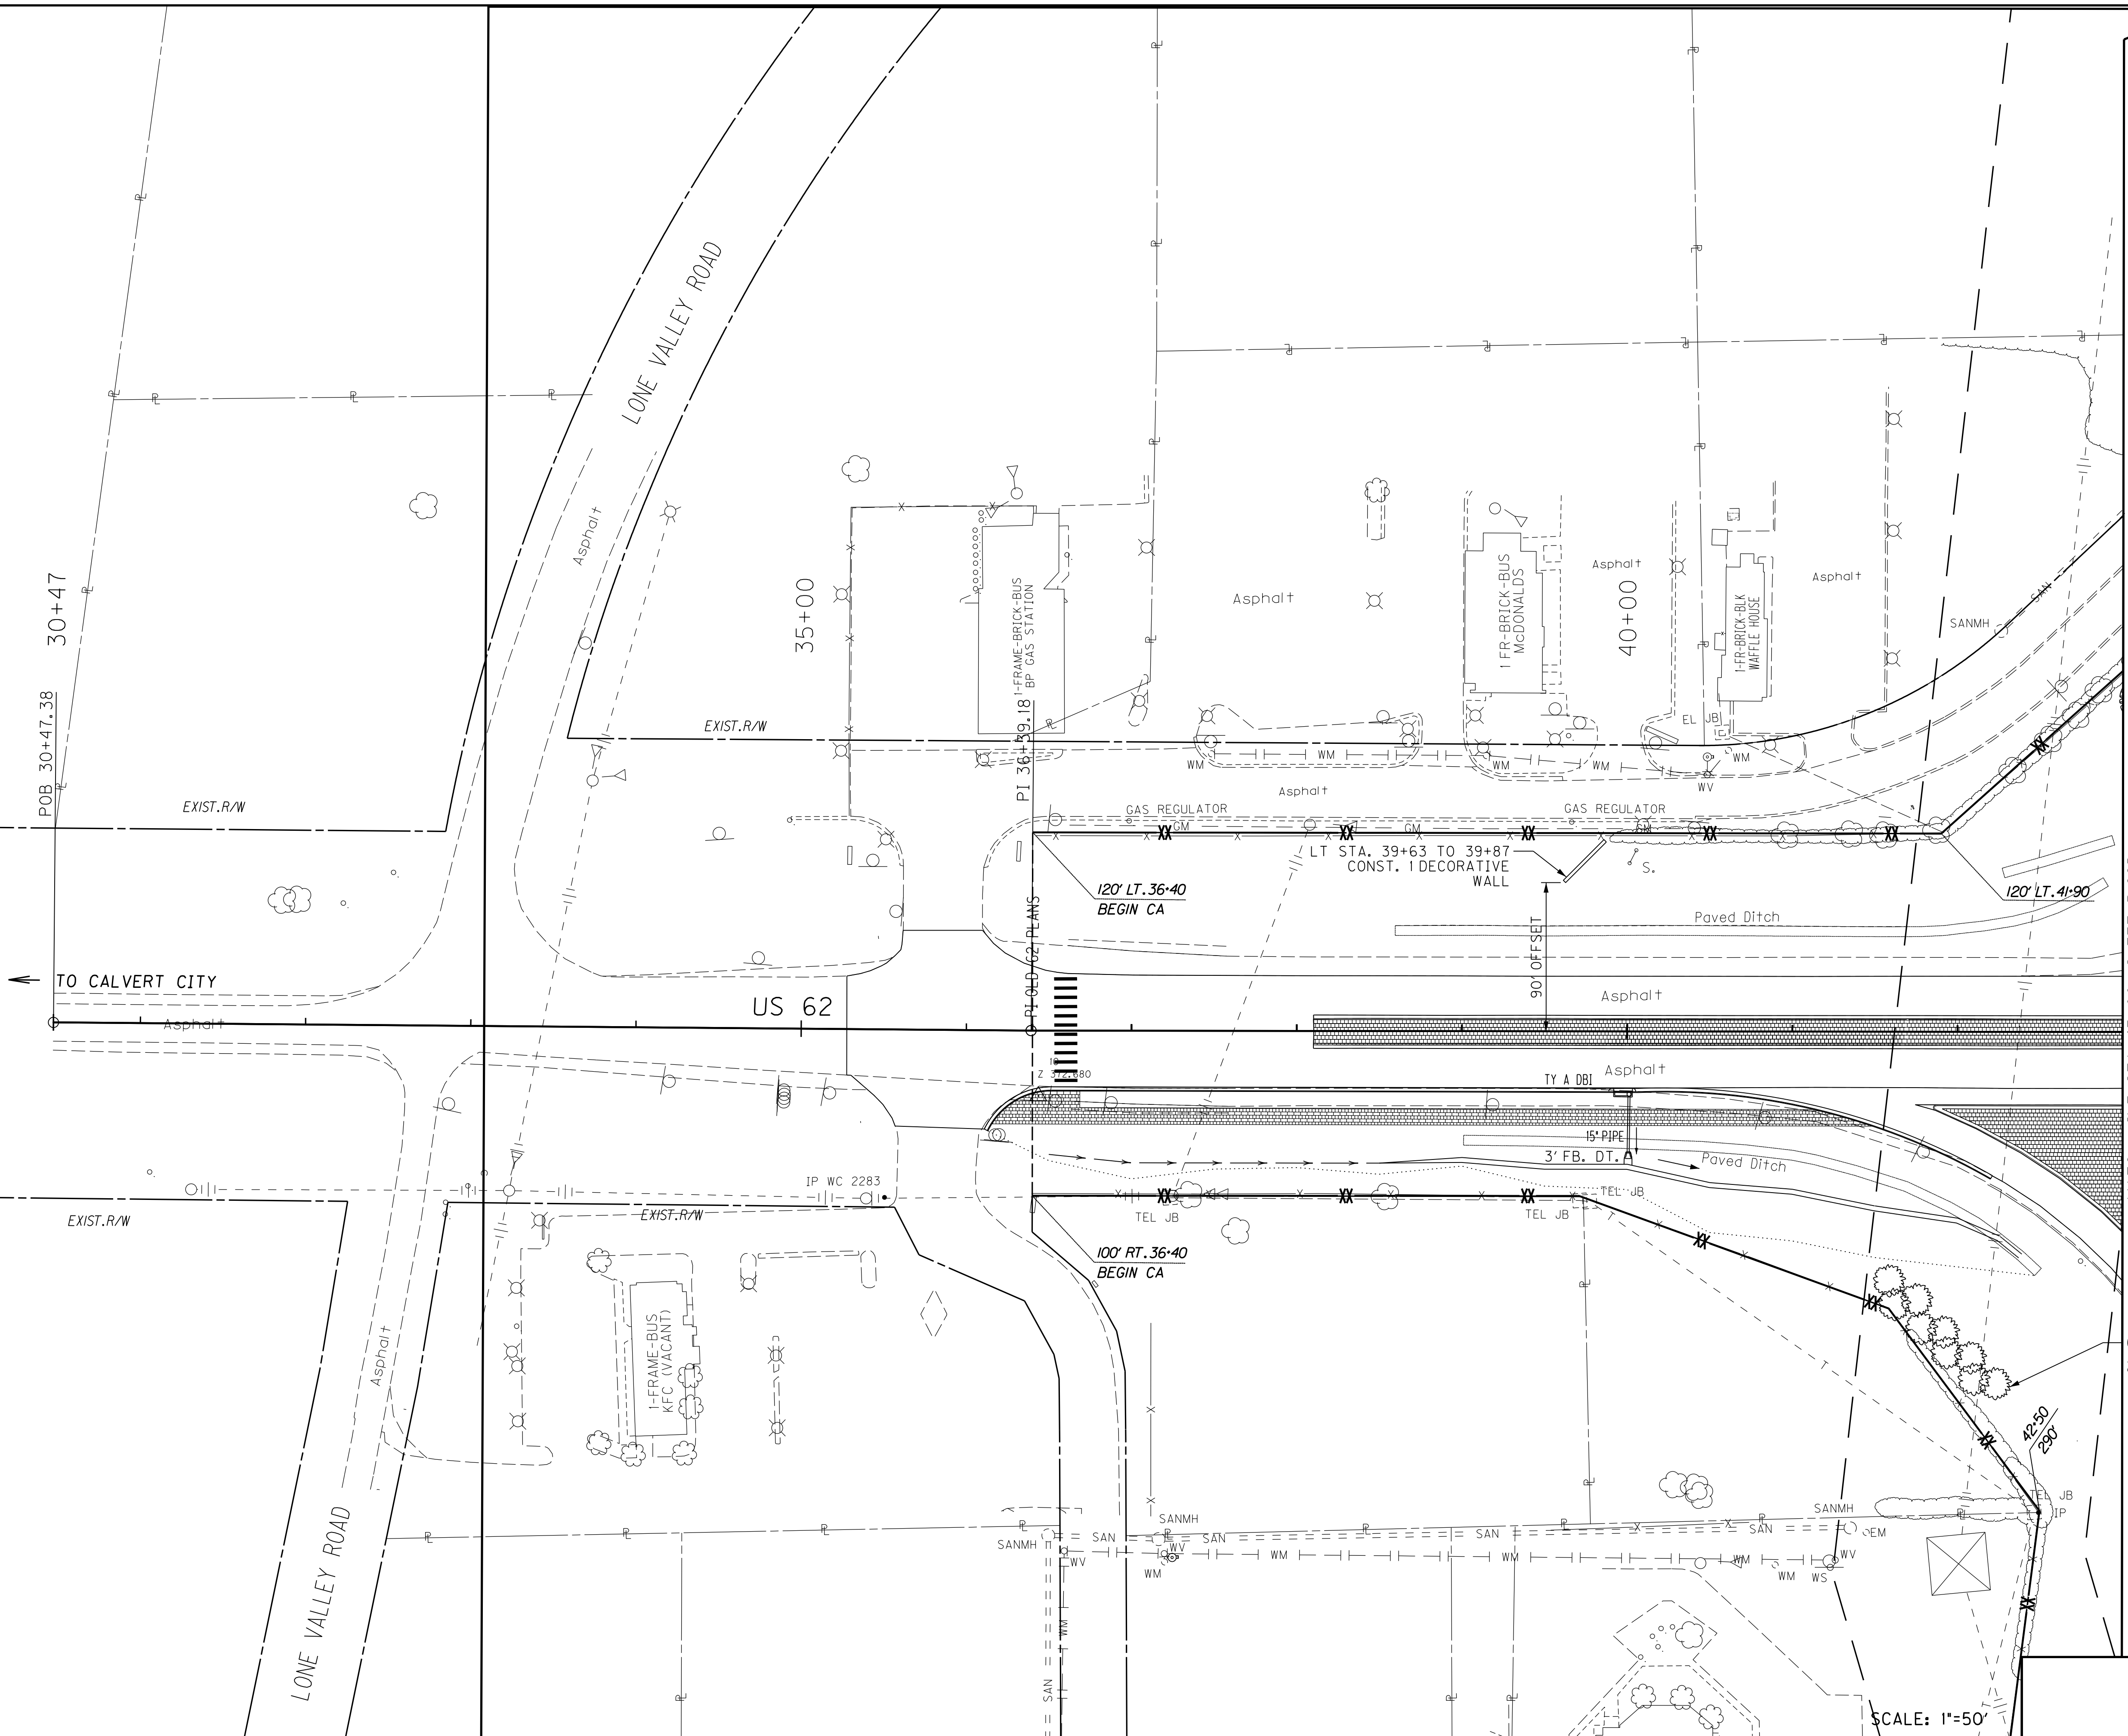 LONE VALLEY ROAD
Asphalt
30+47
35+00
40+00
1-FRAME-BRICK-BUS
BP GAS STATION
1 FR-BRICK-BUS
McDONALDS
1-FR-BRICK-BLK
WAFFLE HOUSE
Asphalt
Asphalt
Asphalt
SAN
SANMH
POB 30+47.38
PI 36+39.18
EXIST.R/W
EXIST.R/W
EL JB
WM
WM
WM
WM
WM
WV
Asphalt
GAS REGULATOR
GAS REGULATOR
GM
GM
GM
LT STA. 39+63 TO 39+87
CONST. 1 DECORATIVE
WALL
S.
120' LT. 36+40
BEGIN CA
120' LT. 41+90
Paved Ditch
90' OFFSET
PI OLD 62 PLANS
TO CALVERT CITY
US 62
Asphalt
Asphalt
Z 372.680
TY A DBI
Asphalt
15" PIPE
3' FB. DT.
Paved Ditch
IP WC 2283
EXIST.R/W
EXIST.R/W
TEL JB
TEL JB
TEL JB
100' RT. 36+40
BEGIN CA
1-FRAME-BUS
KFC (VACANT)
Asphalt
42+50
290'
TEL JB
IP
SANMH
SANMH
SANMH
SAN
SAN
SAN
SAN
EM
WV
WV
WV
WM
WM
WM
WM
WM
WS
WM
SAN
LONE VALLEY ROAD
SCALE: 1"=50'